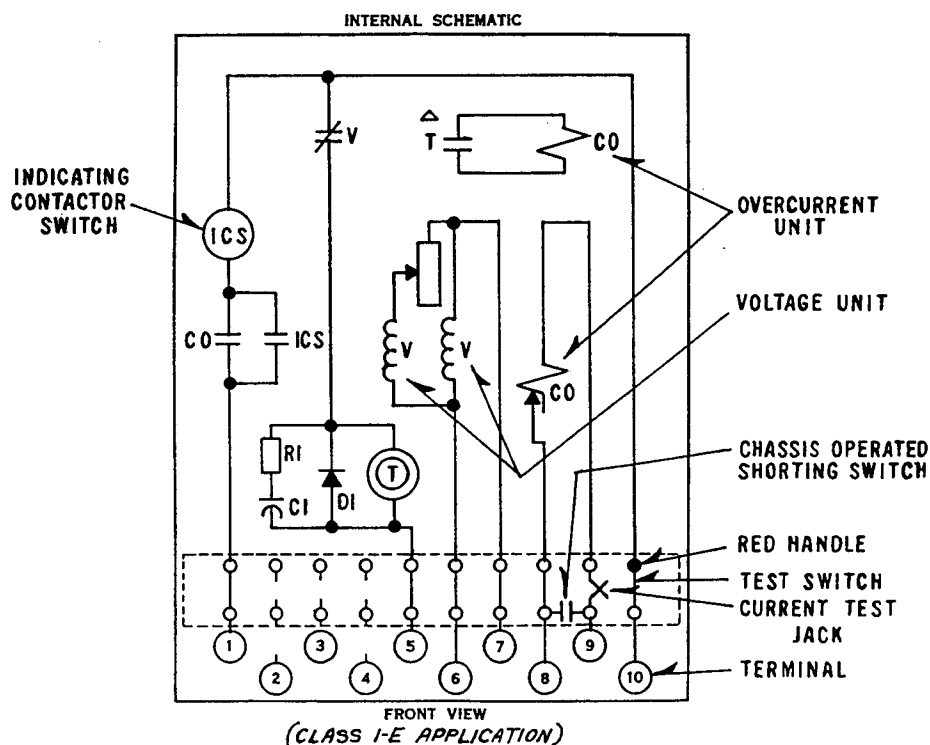 INTERNAL SCHEMATIC
V
Δ
T
CO
INDICATING
CONTACTOR
SWITCH
ICS
OVERCURRENT
UNIT
VOLTAGE UNIT
CO
ICS
V
V
CO
R1
C1
D1
T
CHASSIS OPERATED
SHORTING SWITCH
RED HANDLE
TEST SWITCH
CURRENT TEST
JACK
1
3
5
7
9
2
4
6
8
10
TERMINAL
FRONT VIEW
(CLASS 1-E APPLICATION)